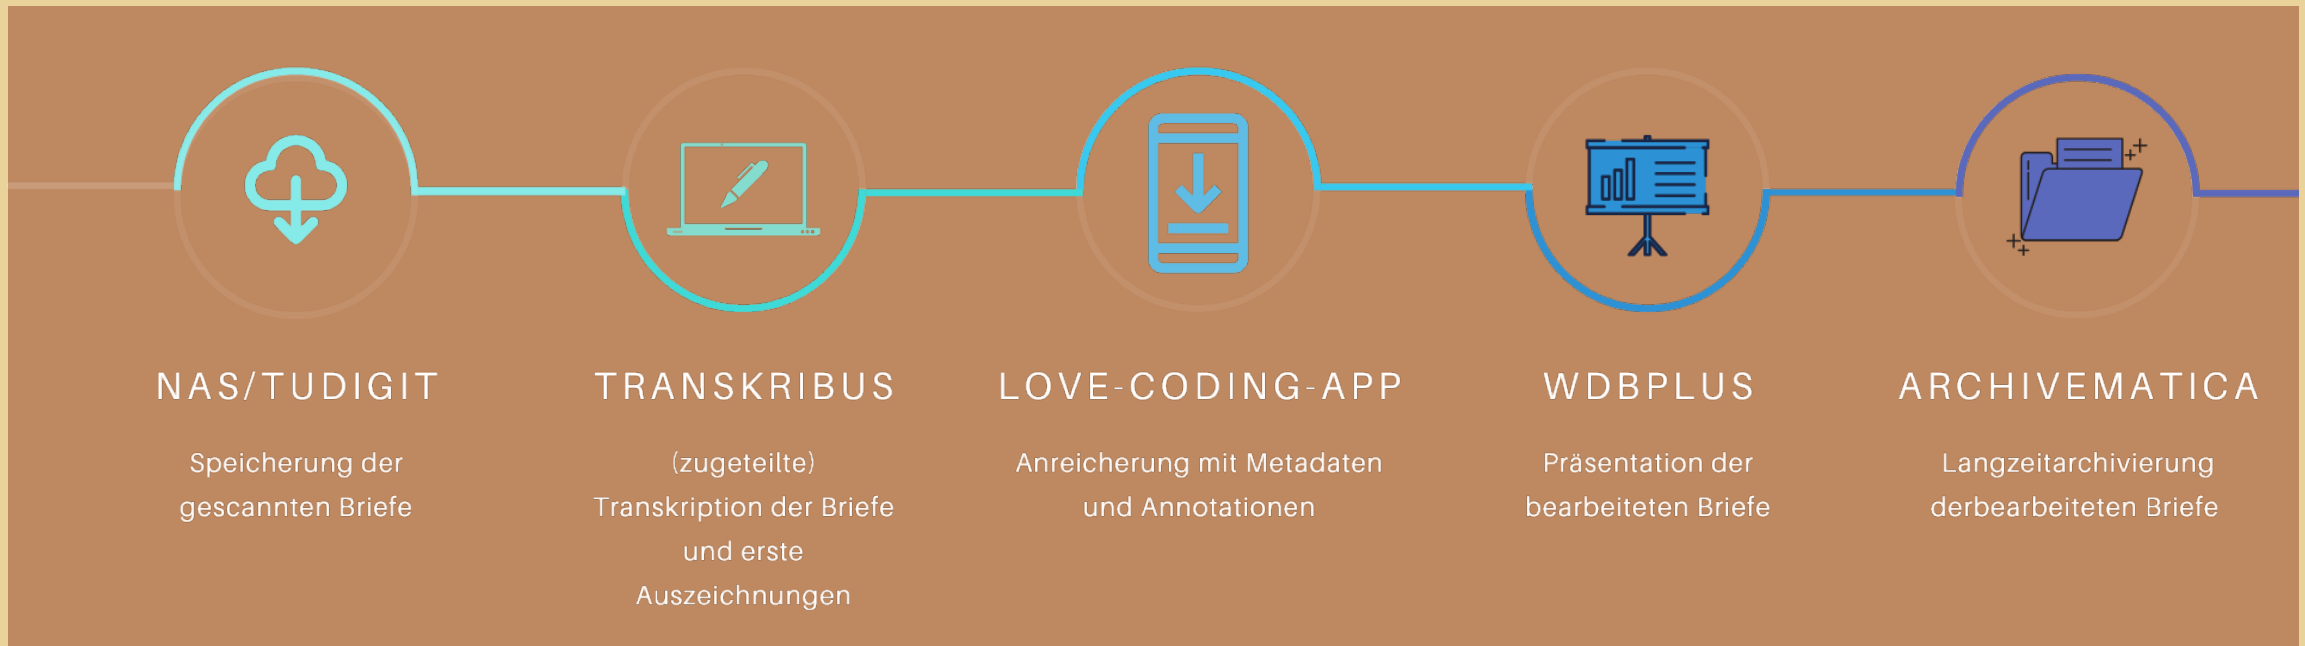 NAS/TUDIGIT
Speicherung der
gescannten Briefe
TRANSKRIBUS
(zugeteilte)
Transkription der Briefe
und erste
Auszeichnungen
LOVE-CODING-APP
Anreicherung mit Metadaten
und Annotationen
WDBPLUS
Präsentation der
bearbeiteten Briefe
ARCHIVEMATICA
Langzeitarchivierung
derbearbeiteten Briefe